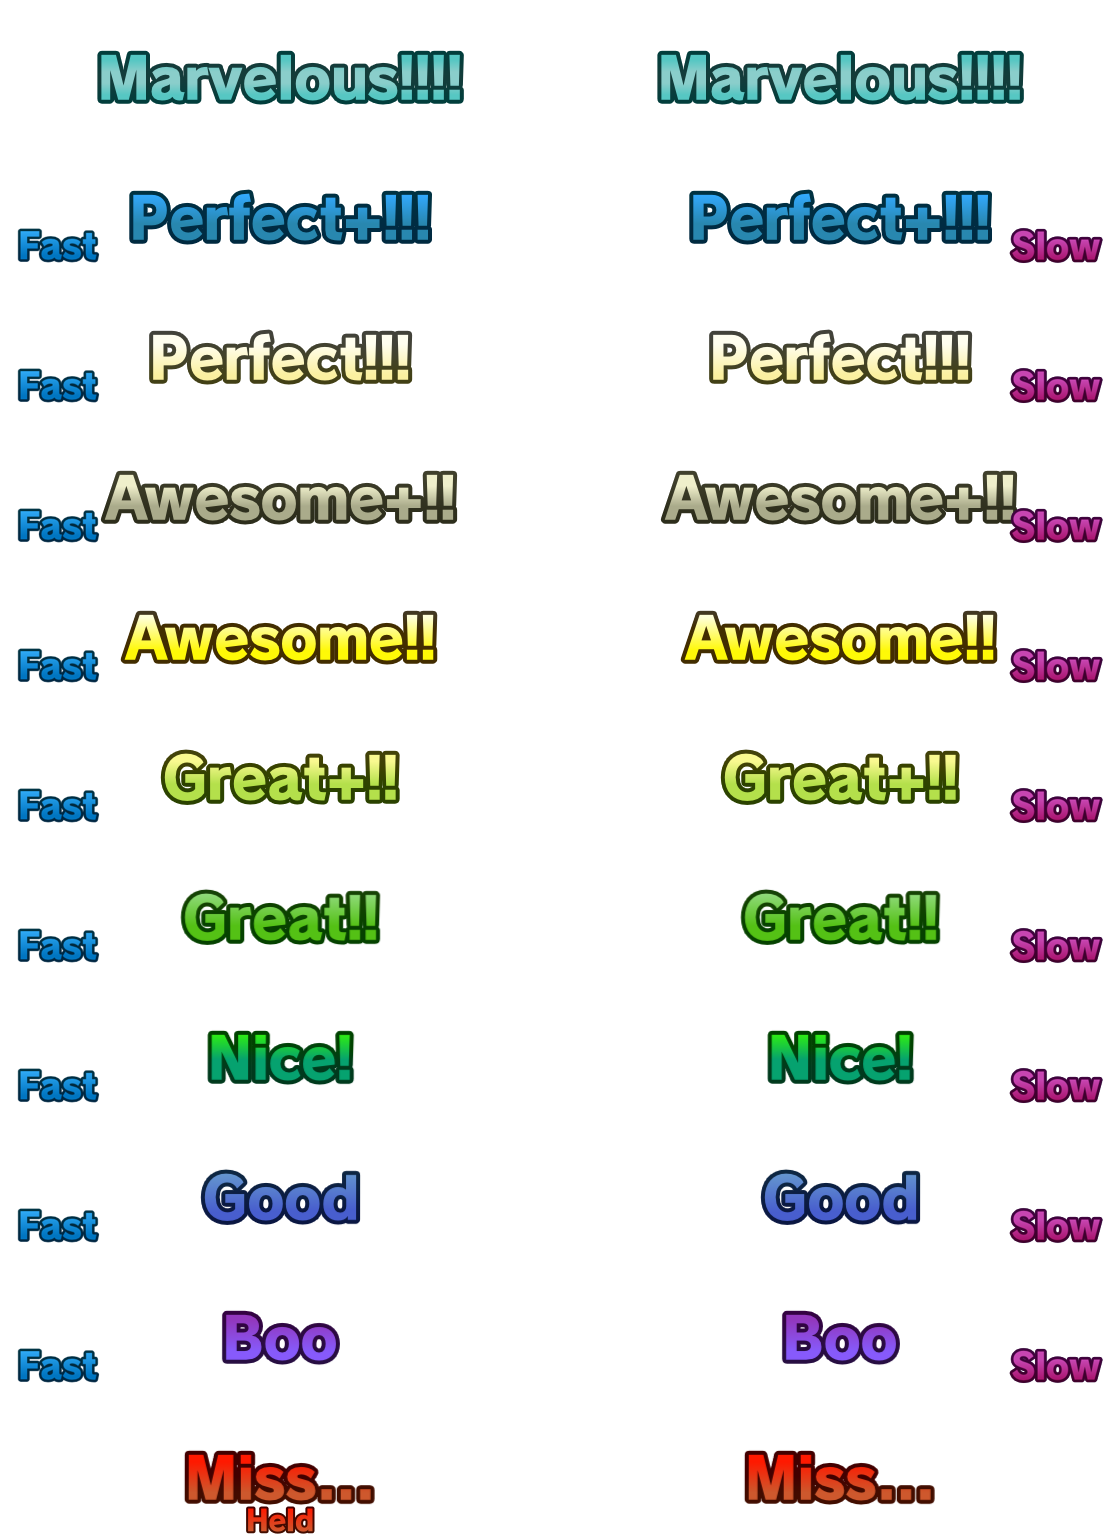 Marvelous!!!! Marvelous!!!!
Fast Perfect+!!! Perfect+!!! Slow
Fast Perfect!!! Perfect!!! Slow
Fast Awesome+!! Awesome+!! Slow
Fast Awesome!! Awesome!! Slow
Fast Great+!! Great+!! Slow
Fast Great!! Great!! Slow
Fast Nice! Nice! Slow
Fast Good Good Slow
Fast Boo Boo Slow
Miss... Miss...
Held